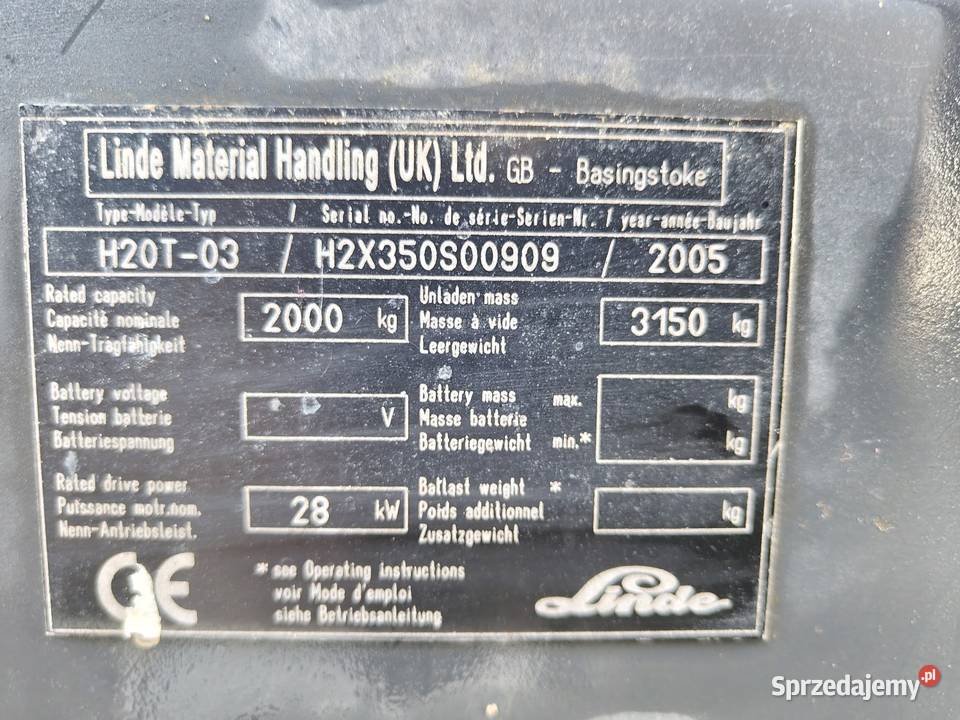 Linde Material Handling (UK) Ltd. GB - Basingstoke
Type-Modèle-Typ / Serial no.-No. de série-Serien-Nr. / year-année-Baujahr
H20T-03 / H2X350S00909 / 2005
Rated capacity
Capacité nominale
Nenn-Tragfähigkeit
2000 kg
Unladen mass
Masse à vide
Leergewicht
3150 kg
Battery voltage
Tension batterie
Batteriespannung
V
Battery mass max. kg
Masse batterie
Batteriegewicht min.* kg
Rated drive power
Puissance motr.nom.
Nenn-Antriebsleist.
28 kW
Ballast weight *
Poids additionnel
Zusatzgewicht
kg
CE
* see Operating instructions
voir Mode d'emploi
siehe Betriebsanleitung
Linde
Sprzedajemy.pl